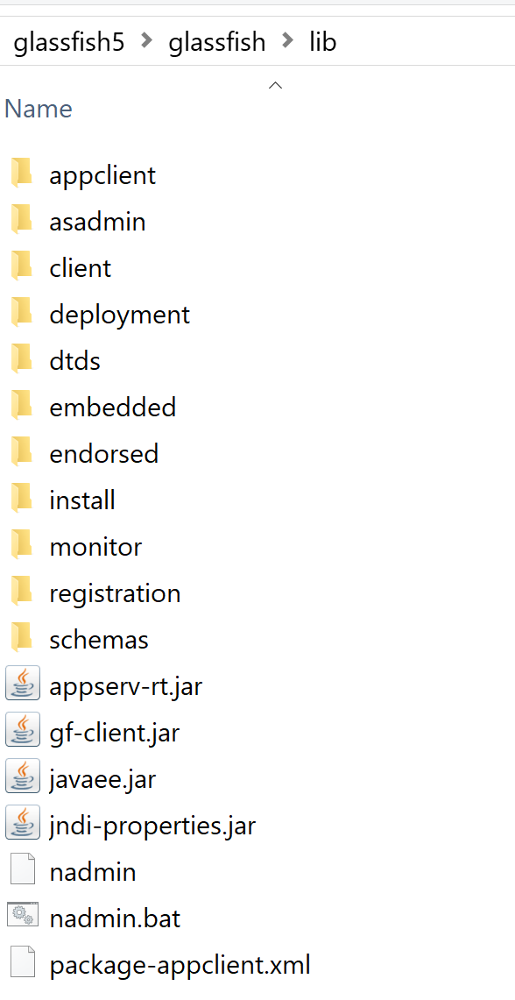 glassfish5 > glassfish > lib
Name
appclient
asadmin
client
deployment
dtds
embedded
endorsed
install
monitor
registration
schemas
appserv-rt.jar
gf-client.jar
javaee.jar
jndi-properties.jar
nadmin
nadmin.bat
package-appclient.xml